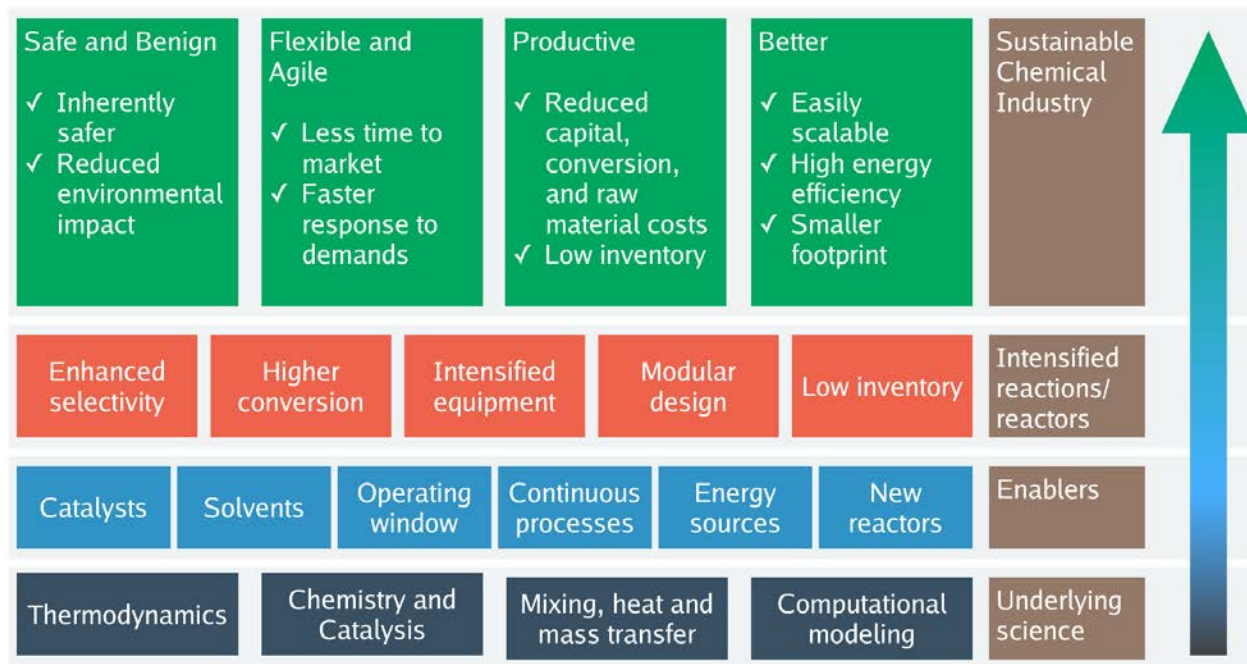 Safe and Benign
✓ Inherently
safer
✓ Reduced
environmental
impact
Flexible and
Agile
✓ Less time to
market
✓ Faster
response to
demands
Productive
✓ Reduced
capital,
conversion,
and raw
material costs
✓ Low inventory
Better
✓ Easily
scalable
✓ High energy
efficiency
✓ Smaller
footprint
Sustainable
Chemical
Industry
Enhanced
selectivity
Higher
conversion
Intensified
equipment
Modular
design
Low inventory
Intensified
reactions/
reactors
Catalysts
Solvents
Operating
window
Continuous
processes
Energy
sources
New
reactors
Enablers
Thermodynamics
Chemistry and
Catalysis
Mixing, heat and
mass transfer
Computational
modeling
Underlying
science